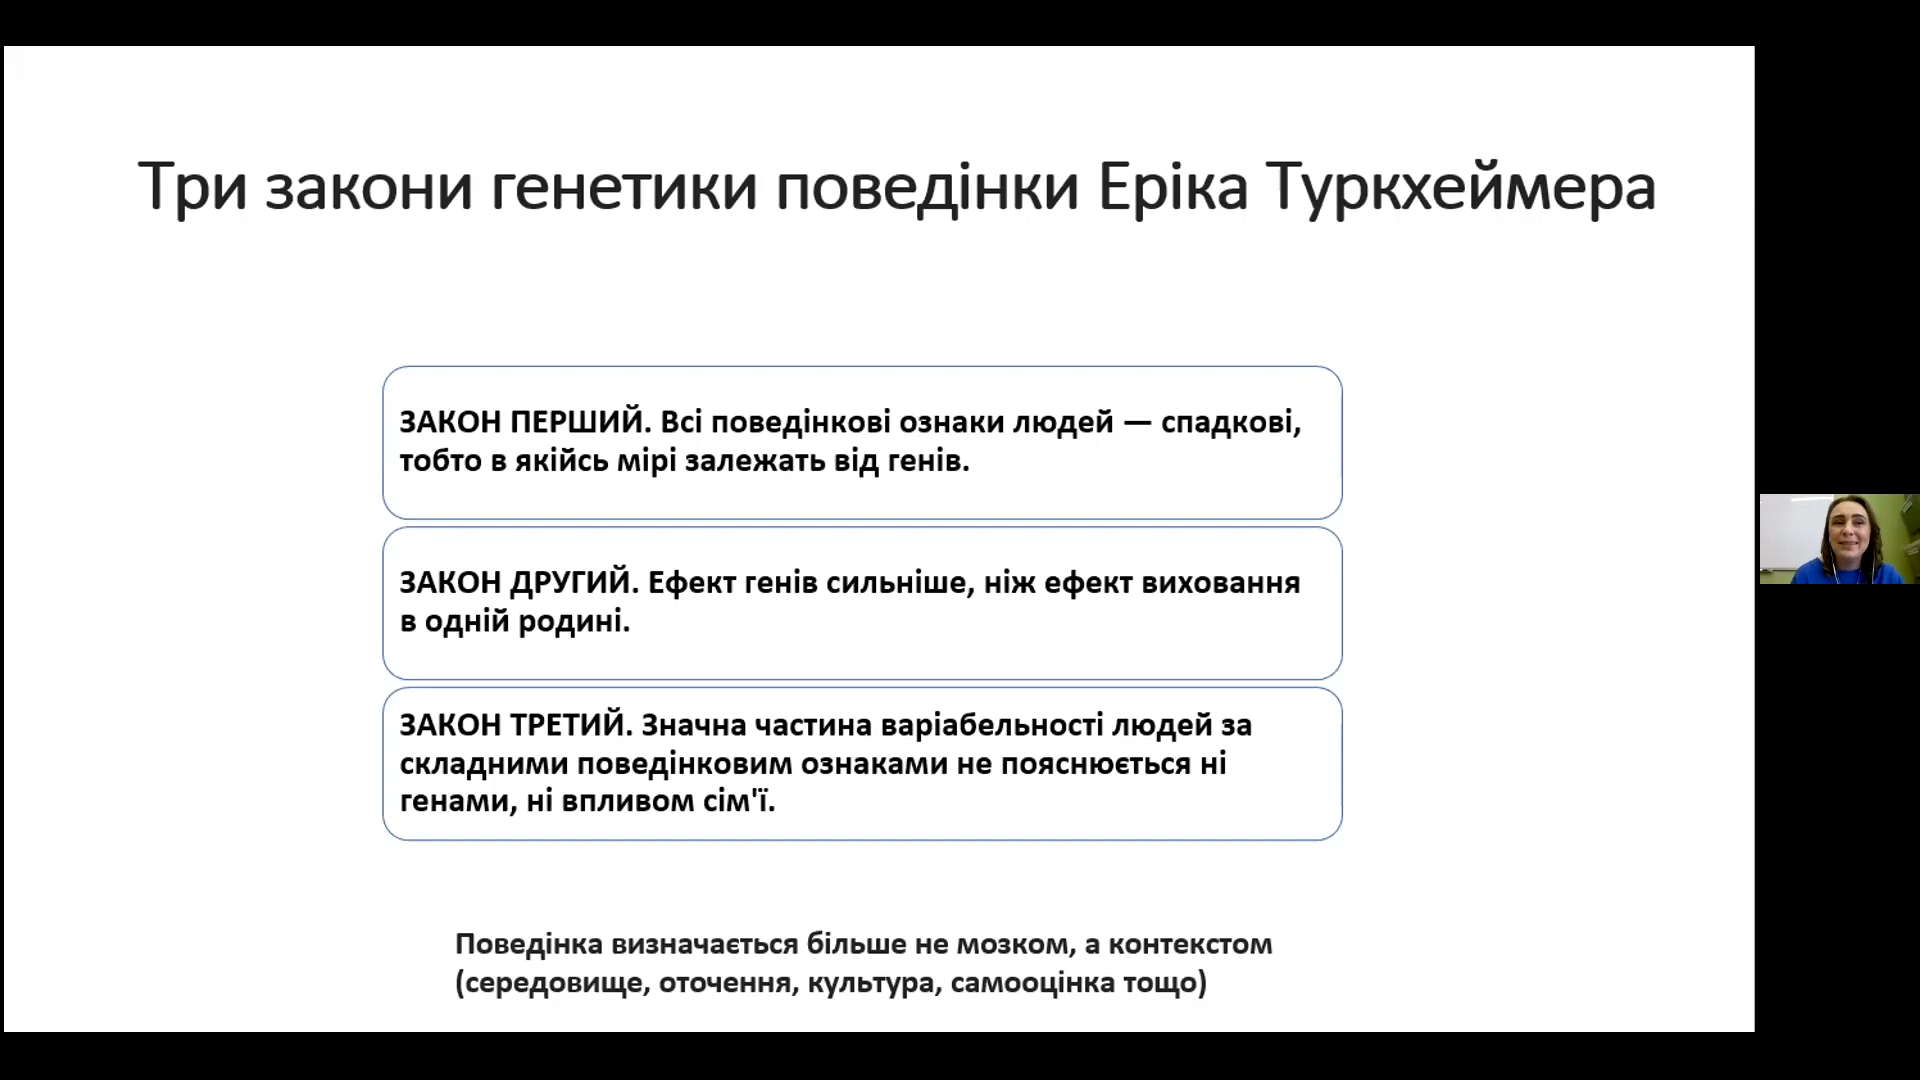 Три закони генетики поведінки Еріка Туркхеймера
ЗАКОН ПЕРШИЙ. Всі поведінкові ознаки людей — спадкові,
тобто в якійсь мірі залежать від генів.
ЗАКОН ДРУГИЙ. Ефект генів сильніше, ніж ефект виховання
в одній родині.
ЗАКОН ТРЕТИЙ. Значна частина варіабельності людей за
складними поведінковим ознаками не пояснюється ні
генами, ні впливом сім'ї.
Поведінка визначається більше не мозком, а контекстом
(середовище, оточення, культура, самооцінка тощо)